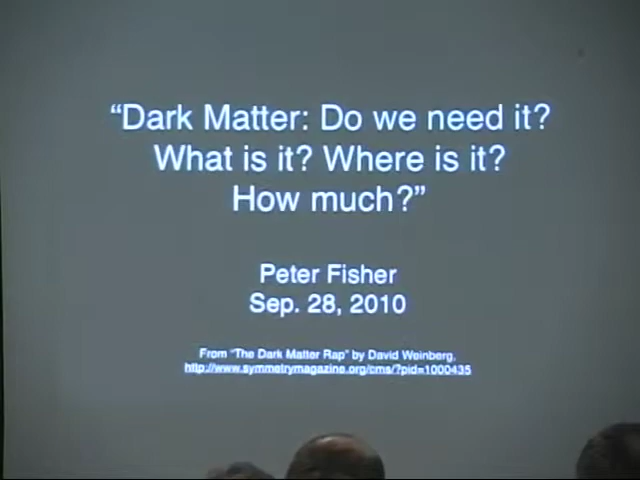 “Dark Matter: Do we need it?
What is it? Where is it?
How much?”
Peter Fisher
Sep. 28, 2010
From “The Dark Matter Rap” by David Weinberg.
http://www.symmetrymagazine.org/cms/?pid=1000435